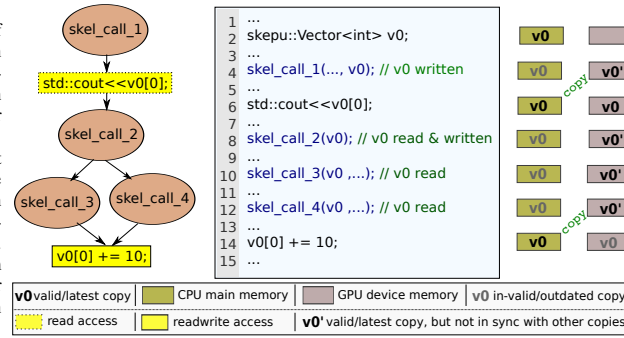 skel_call_1
std::cout<<v0[0];
skel_call_2
skel_call_3
skel_call_4
v0[0] += 10;
1 ...
2 skepu::Vector<int> v0;
3 ...
4 skel_call_1(..., v0); // v0 written
5 ...
6 std::cout<<v0[0];
7 ...
8 skel_call_2(v0); // v0 read & written
9 ...
10 skel_call_3(v0 ,...); // v0 read
11 ...
12 skel_call_4(v0 ,...); // v0 read
13 ...
14 v0[0] += 10;
15 ...
v0
v0 v0'
copy
v0 v0
v0 v0'
v0 v0'
v0 v0'
copy
v0 v0
v0 valid/latest copy CPU main memory GPU device memory v0 in-valid/outdated copy
read access readwrite access v0' valid/latest copy, but not in sync with other copies